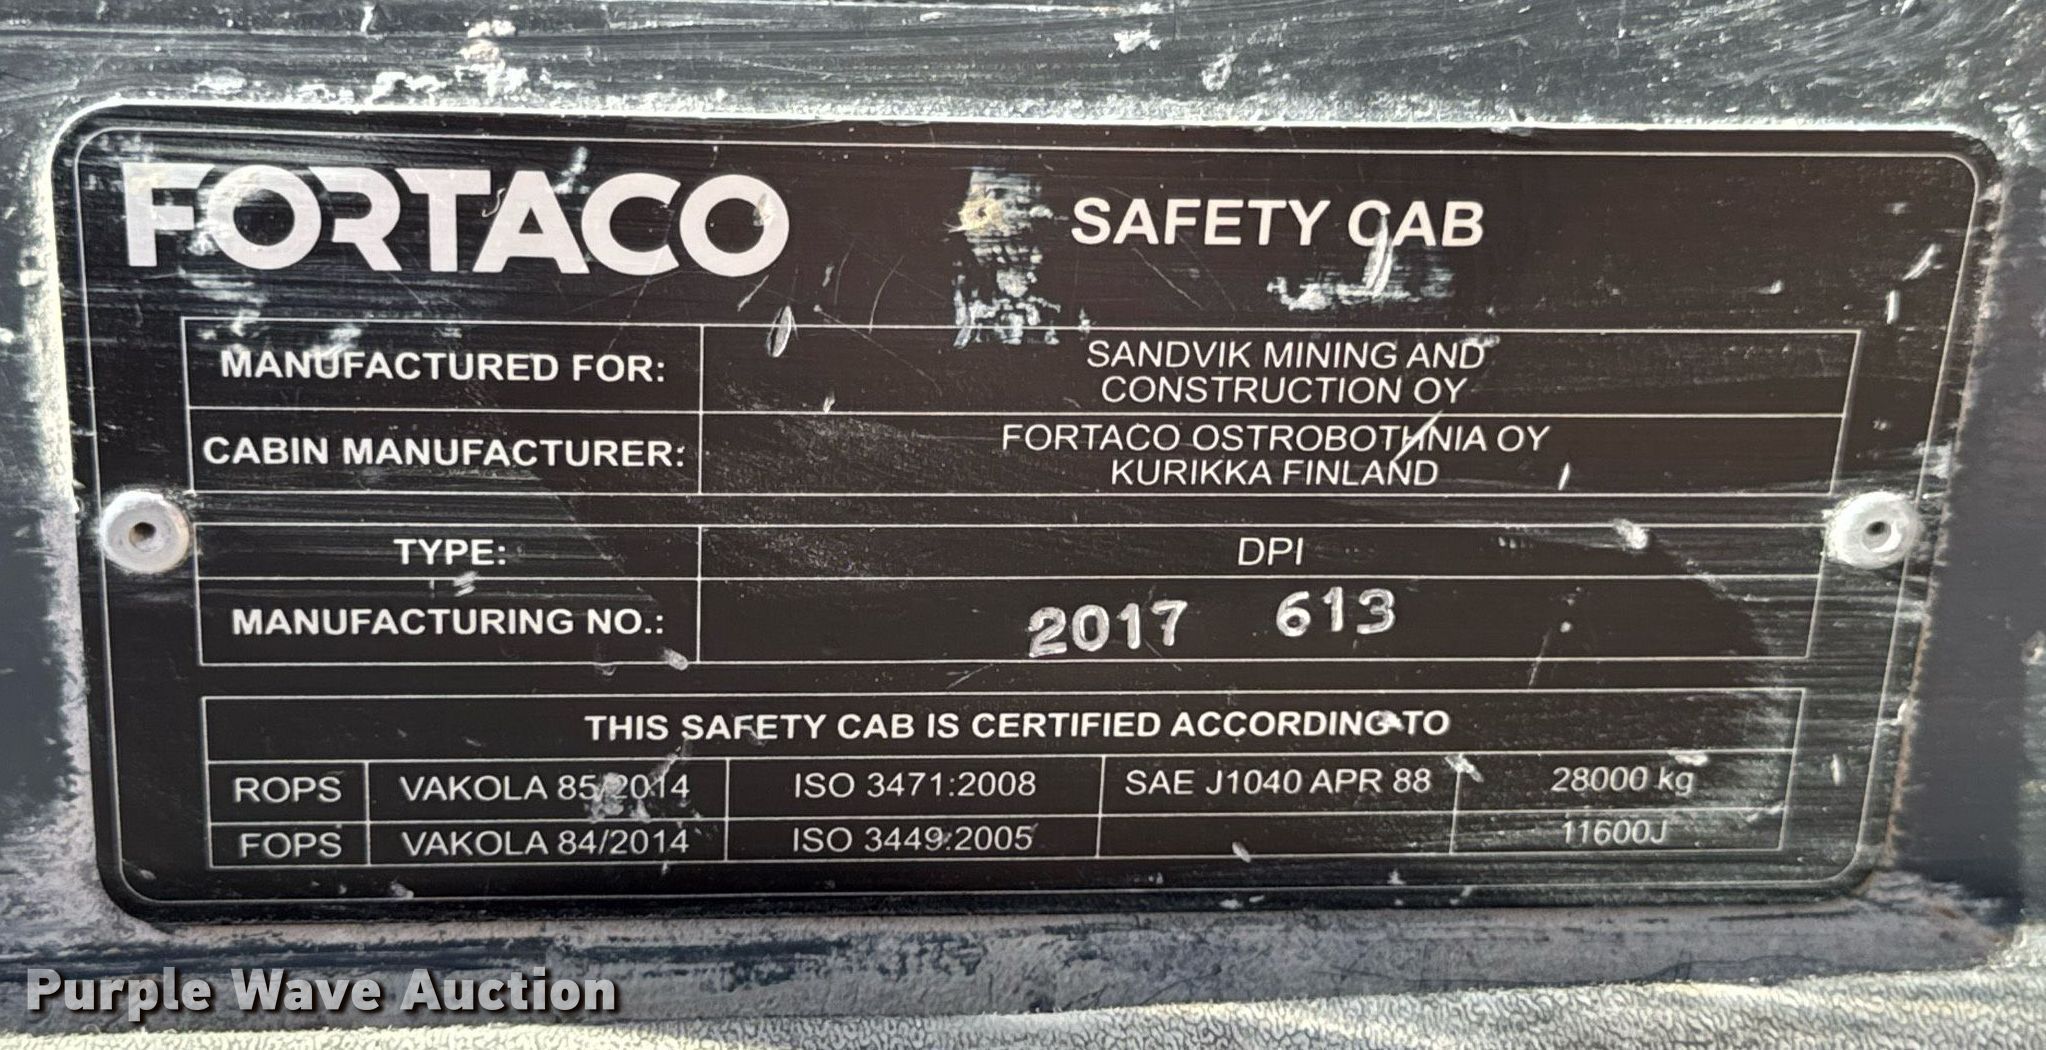 FORTACO
SAFETY CAB
MANUFACTURED FOR:
SANDVIK MINING AND
CONSTRUCTION OY
CABIN MANUFACTURER:
FORTACO OSTROBOTHNIA OY
KURIKKA FINLAND
TYPE:
DPI
MANUFACTURING NO.:
2017 613
THIS SAFETY CAB IS CERTIFIED ACCORDING TO
ROPS VAKOLA 85/2014 ISO 3471:2008 SAE J1040 APR 88 28000 kg
FOPS VAKOLA 84/2014 ISO 3449:2005 11600J
Purple Wave Auction